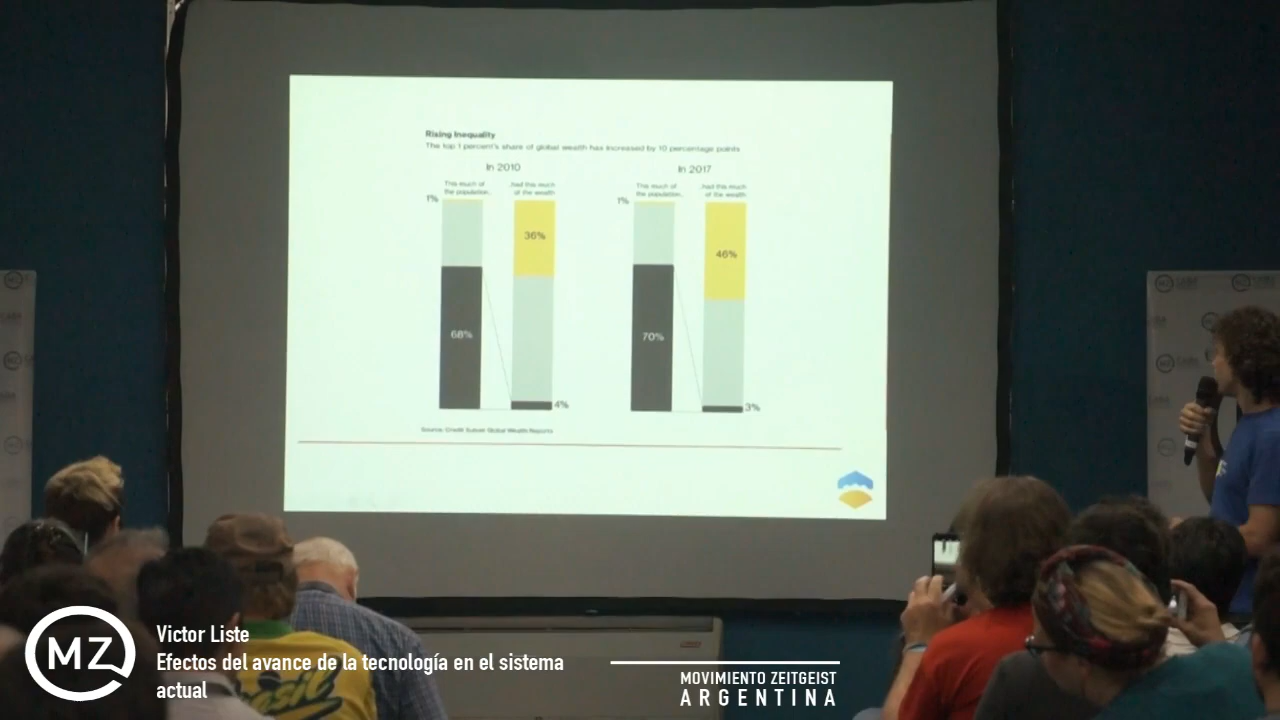 Rising Inequality
The top 1 percent's share of global wealth has increased by 10 percentage points
In 2010
In 2017
This much of
the population..
..had this much
of the wealth
This much of
the population..
..had this much
of the wealth
1%
36%
68%
4%
1%
46%
70%
3%
Source: Credit Suisse Global Wealth Reports
MZ
Victor Liste
Efectos del avance de la tecnología en el sistema
actual
MOVIMIENTO ZEITGEIST
ARGENTINA